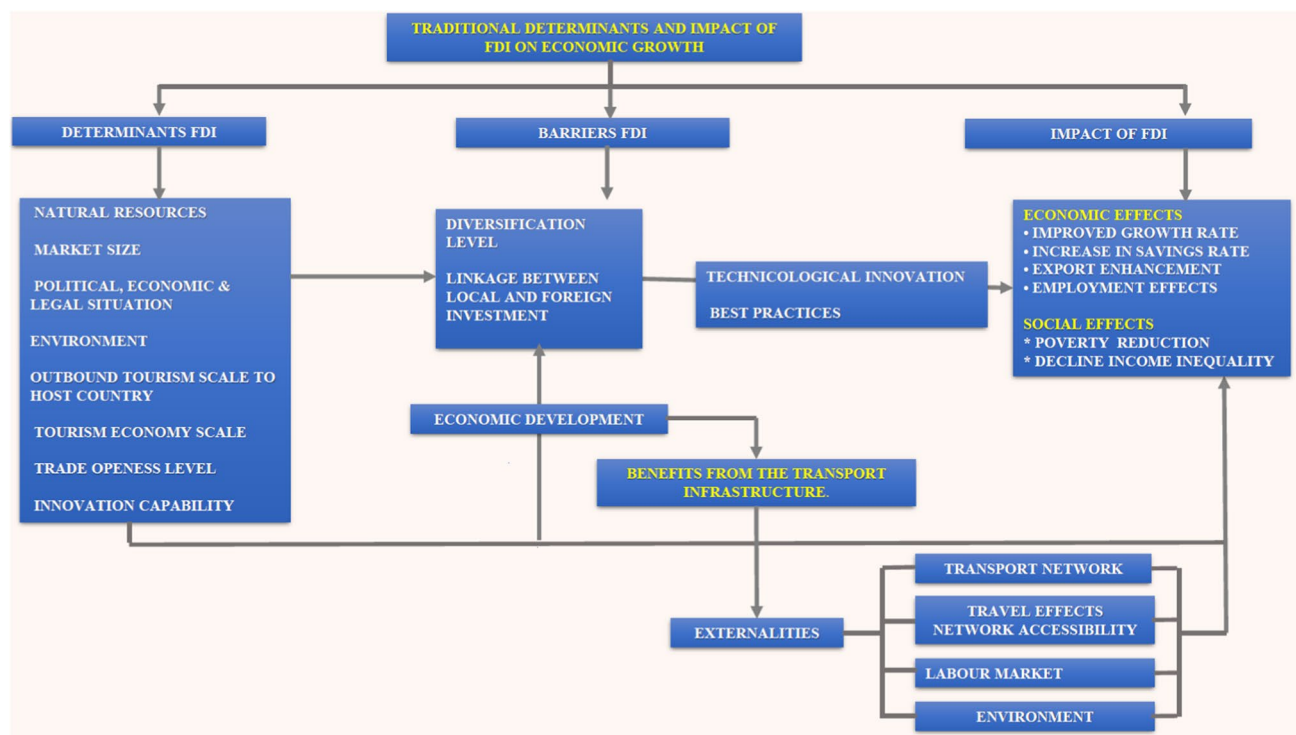 TRADITIONAL DETERMINANTS AND IMPACT OF
FDI ON ECONOMIC GROWTH
DETERMINANTS FDI
BARRIERS FDI
IMPACT OF FDI
NATURAL RESOURCES
MARKET SIZE
POLITICAL, ECONOMIC &
LEGAL SITUATION
ENVIRONMENT
OUTBOUND TOURISM SCALE TO
HOST COUNTRY
TOURISM ECONOMY SCALE
TRADE OPENESS LEVEL
INNOVATION CAPABILITY
DIVERSIFICATION
LEVEL
LINKAGE BETWEEN
LOCAL AND FOREIGN
INVESTMENT
TECHNICOLOGICAL INNOVATION
BEST PRACTICES
ECONOMIC EFFECTS
• IMPROVED GROWTH RATE
• INCREASE IN SAVINGS RATE
• EXPORT ENHANCEMENT
• EMPLOYMENT EFFECTS
SOCIAL EFFECTS
* POVERTY REDUCTION
* DECLINE INCOME INEQUALITY
ECONOMIC DEVELOPMENT
BENEFITS FROM THE TRANSPORT
INFRASTRUCTURE.
EXTERNALITIES
TRANSPORT NETWORK
TRAVEL EFFECTS
NETWORK ACCESSIBILITY
LABOUR MARKET
ENVIRONMENT